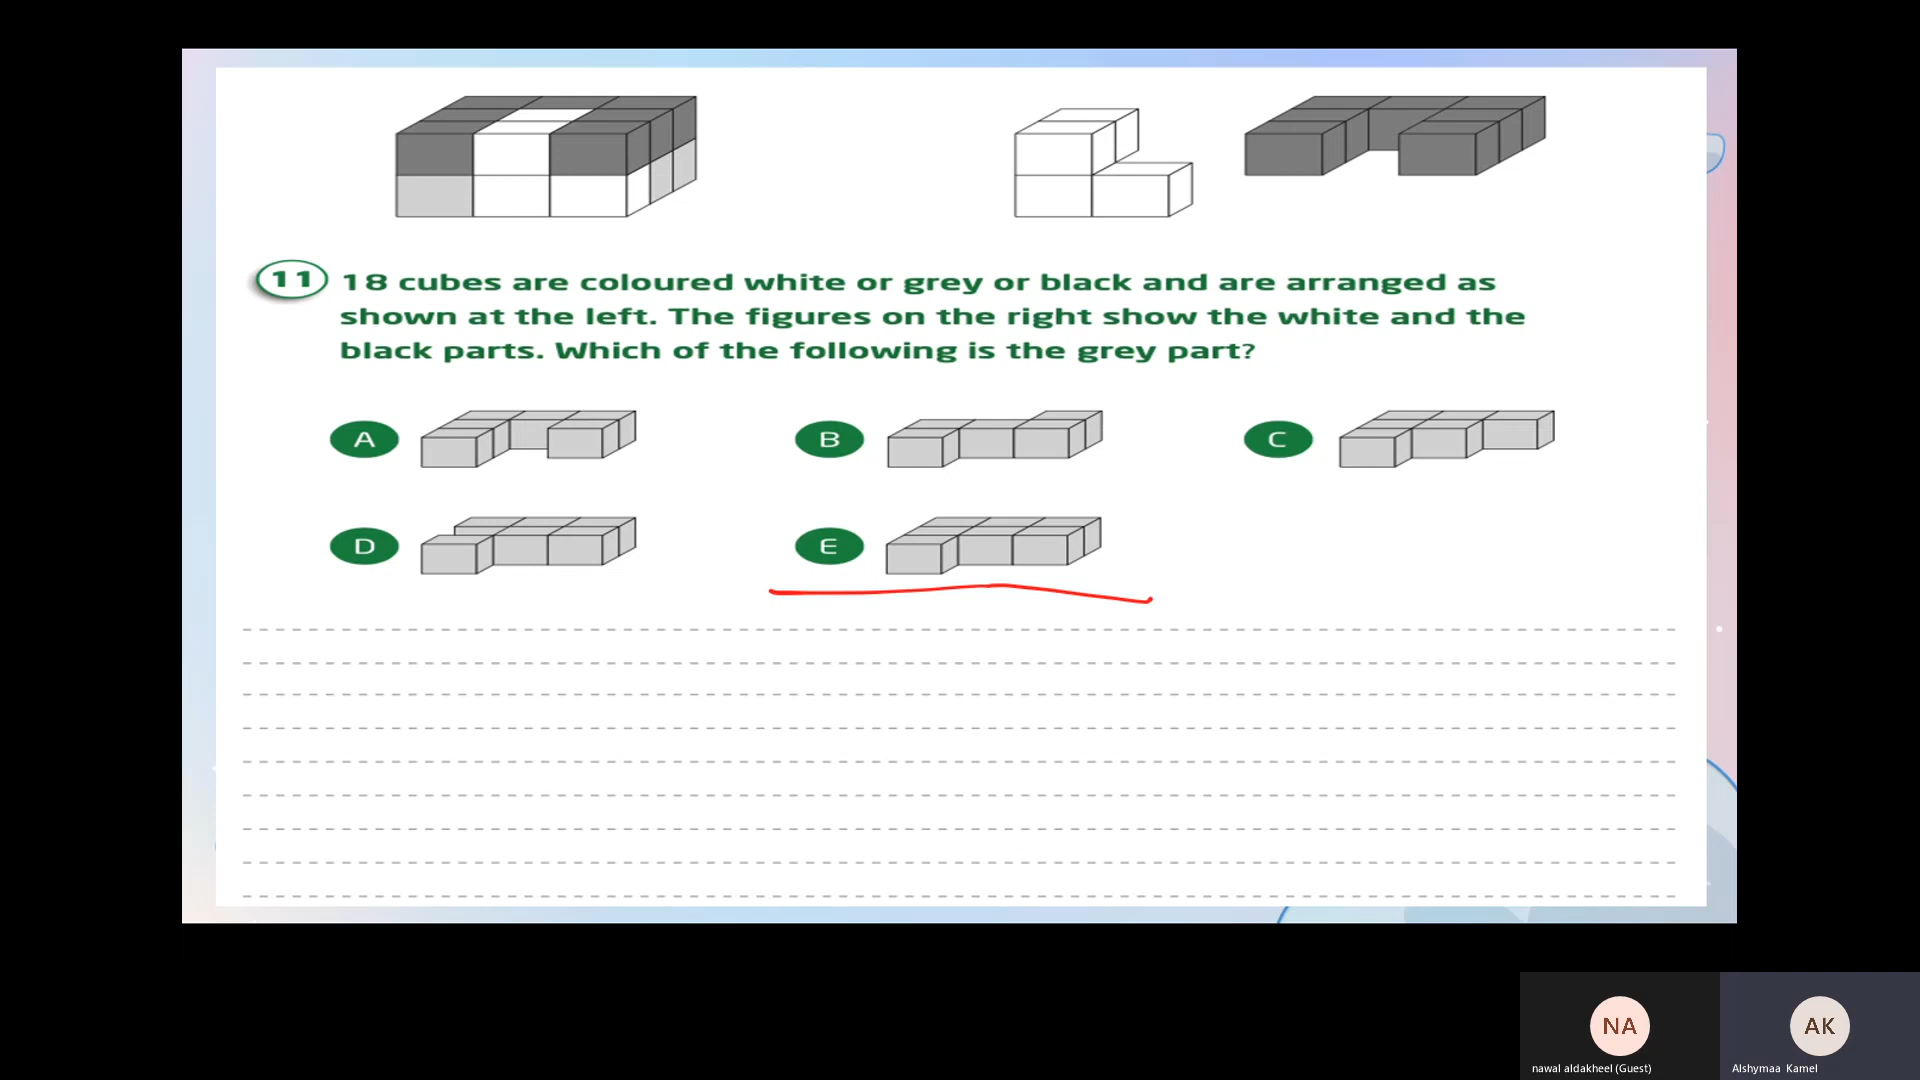 11 18 cubes are coloured white or grey or black and are arranged as
shown at the left. The figures on the right show the white and the
black parts. Which of the following is the grey part?
A B C
D E
NA AK
nawal aldakheel (Guest) Alshymaa Kamel